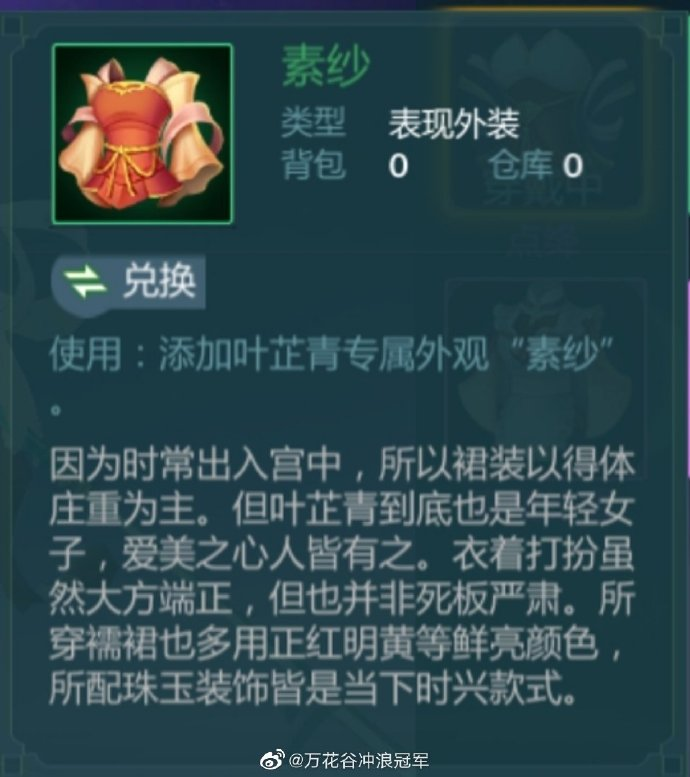 素纱
类型 表现外装
背包 0 仓库 0
穿戴中
点绛
兑换
使用：添加叶芷青专属外观“素纱”
。
因为时常出入宫中，所以裙装以得体
庄重为主。但叶芷青到底也是年轻女
子，爱美之心人皆有之。衣着打扮虽
然大方端正，但也并非死板严肃。所
穿襦裙也多用正红明黄等鲜亮颜色，
所配珠玉装饰皆是当下时兴款式。
@万花谷冲浪冠军